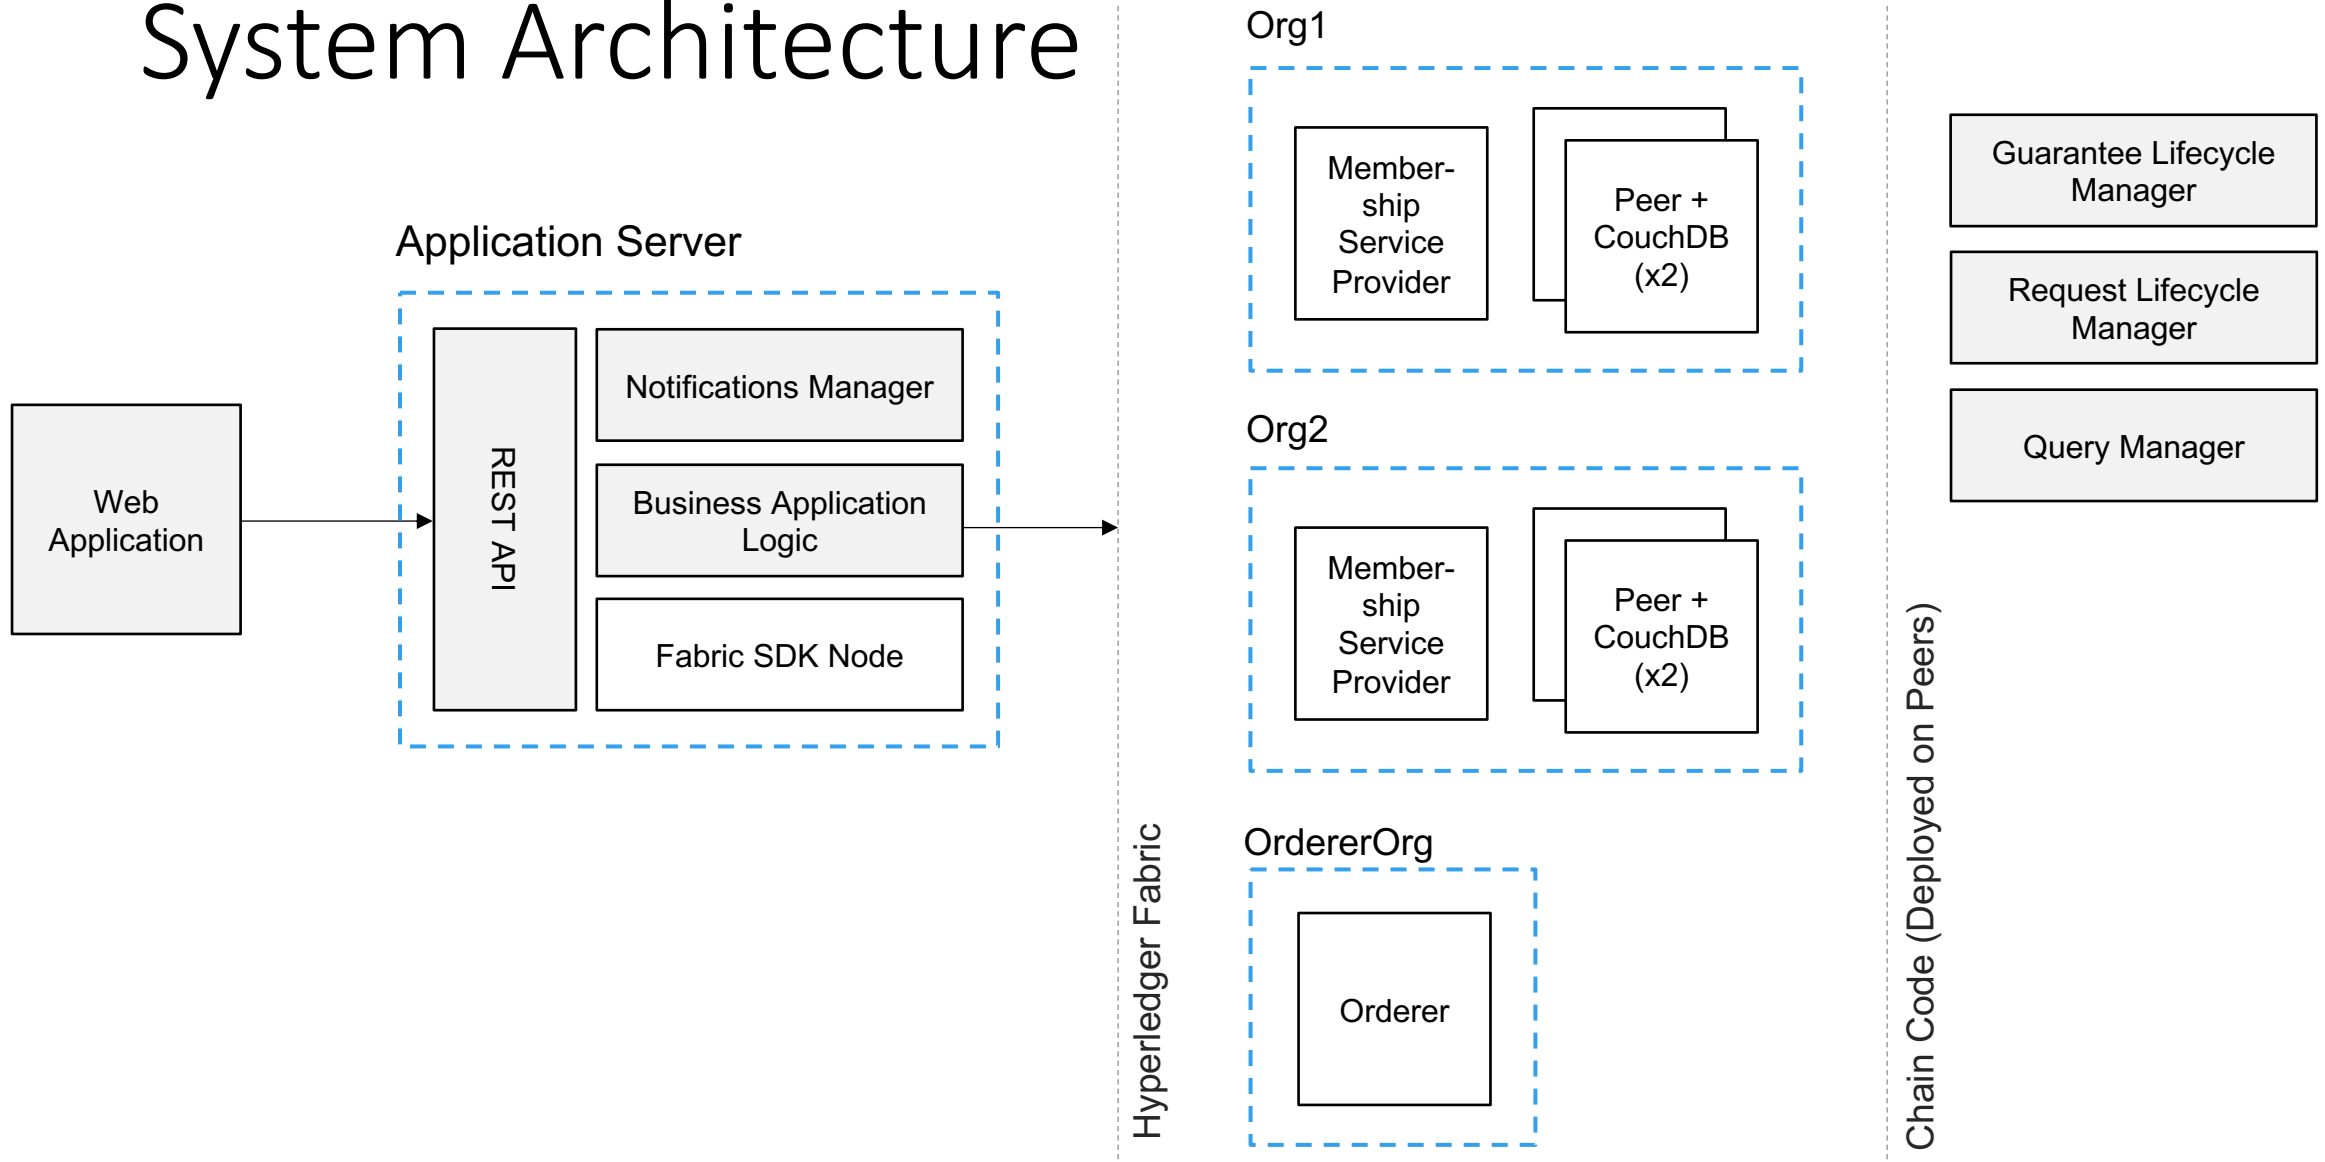 System Architecture
Web
Application
Application Server
REST API
Notifications Manager
Business Application
Logic
Fabric SDK Node
Hyperledger Fabric
Org1
Member-
ship
Service
Provider
Peer +
CouchDB
(x2)
Org2
Member-
ship
Service
Provider
Peer +
CouchDB
(x2)
OrdererOrg
Orderer
Chain Code (Deployed on Peers)
Guarantee Lifecycle
Manager
Request Lifecycle
Manager
Query Manager